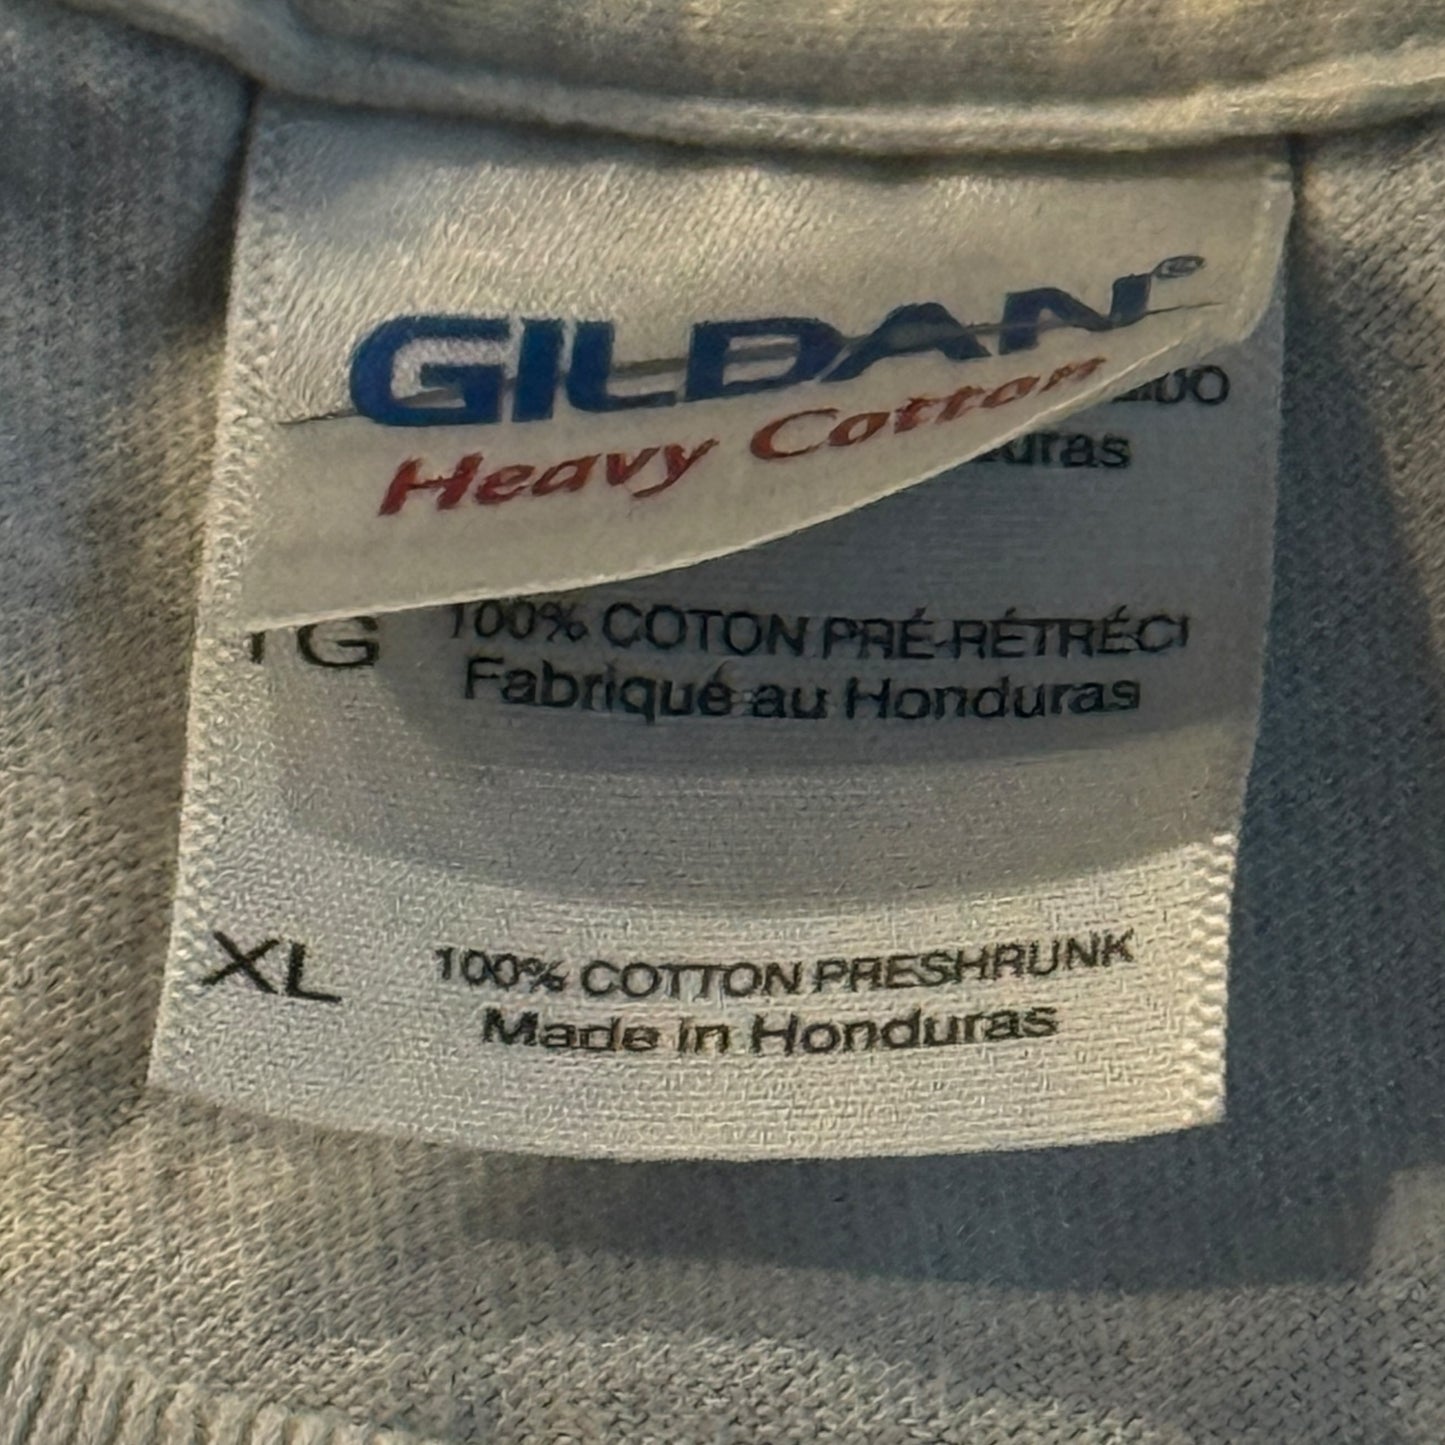 GILDAN®
Heavy Cotton
TG 100% COTON PRÉ-RÉTRÉCI
Fabriqué au Honduras
XL 100% COTTON PRESHRUNK
Made in Honduras